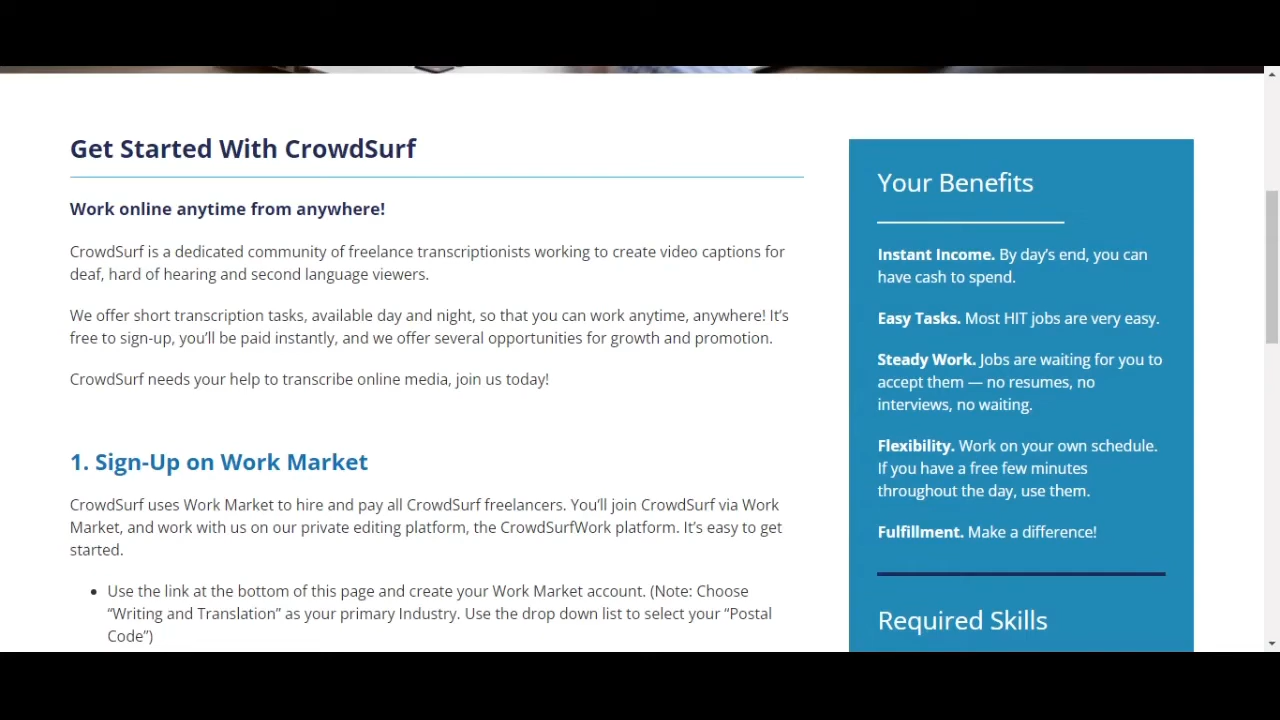 Get Started With CrowdSurf
Work online anytime from anywhere!
CrowdSurf is a dedicated community of freelance transcriptionists working to create video captions for
deaf, hard of hearing and second language viewers.
We offer short transcription tasks, available day and night, so that you can work anytime, anywhere! It’s
free to sign-up, you’ll be paid instantly, and we offer several opportunities for growth and promotion.
CrowdSurf needs your help to transcribe online media, join us today!
1. Sign-Up on Work Market
CrowdSurf uses Work Market to hire and pay all CrowdSurf freelancers. You’ll join CrowdSurf via Work
Market, and work with us on our private editing platform, the CrowdSurfWork platform. It’s easy to get
started.
• Use the link at the bottom of this page and create your Work Market account. (Note: Choose
“Writing and Translation” as your primary Industry. Use the drop down list to select your “Postal
Code”)
Your Benefits
Instant Income. By day’s end, you can
have cash to spend.
Easy Tasks. Most HIT jobs are very easy.
Steady Work. Jobs are waiting for you to
accept them — no resumes, no
interviews, no waiting.
Flexibility. Work on your own schedule.
If you have a free few minutes
throughout the day, use them.
Fulfillment. Make a difference!
Required Skills